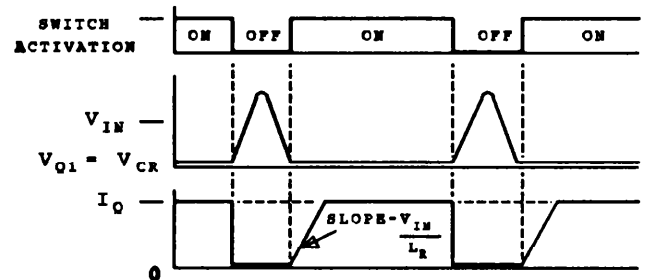 SWITCH
ACTIVATION
ON OFF ON OFF ON
V_IN
V_Q1 = V_CR
I_Q
SLOPE=V_IN
L_R
0